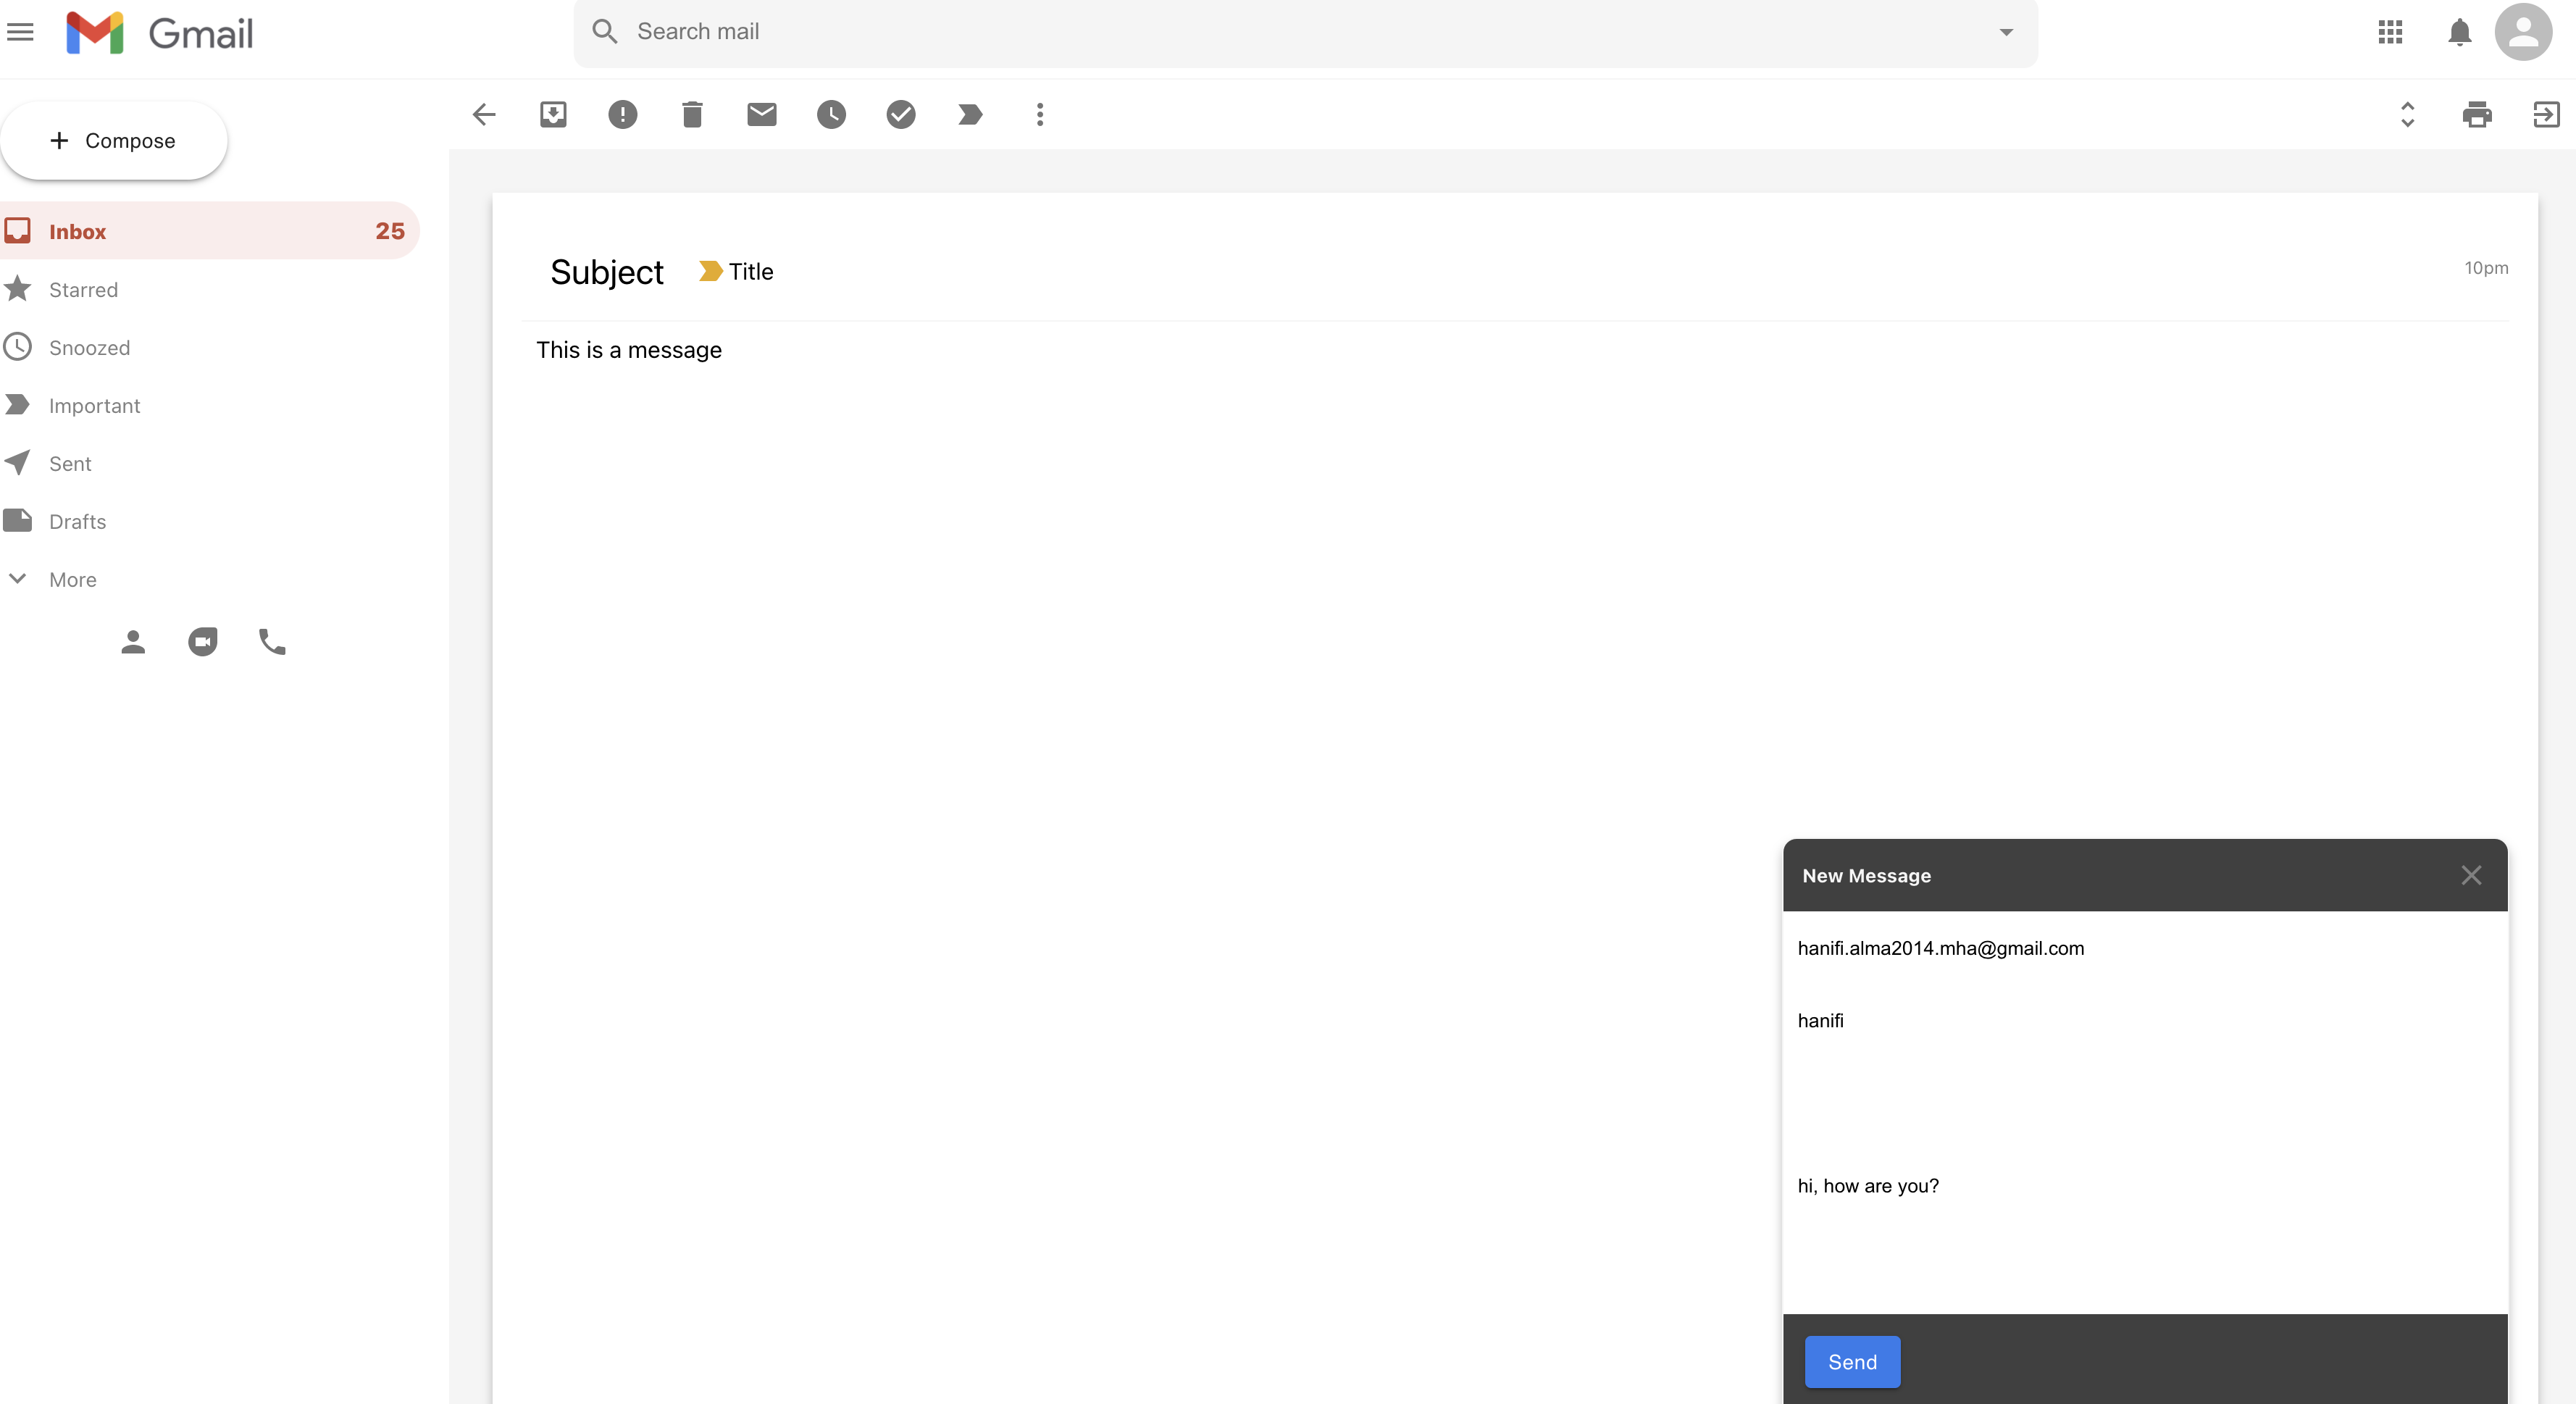 Gmail
Search mail
Compose
Inbox 25
Starred
Snoozed
Important
Sent
Drafts
More
Subject Title 10pm
This is a message
New Message
hanifi.alma2014.mha@gmail.com
hanifi
hi, how are you?
Send